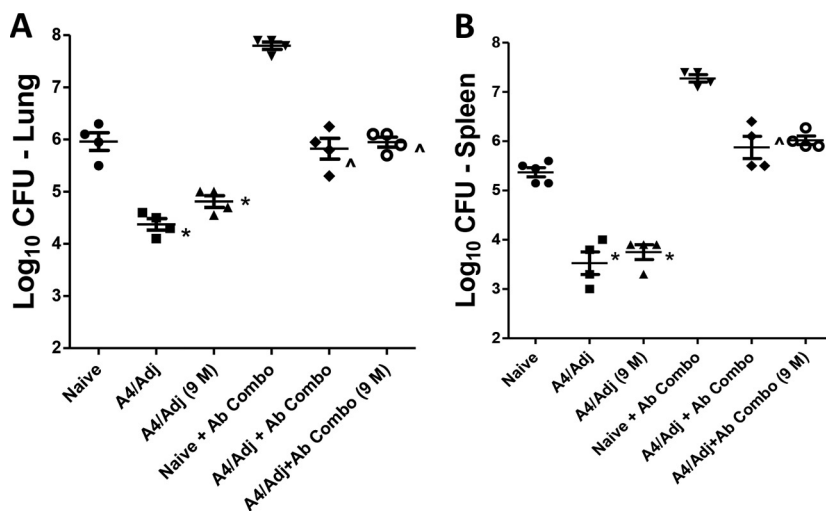 A
Log10 CFU - Lung
8
7
6
5
4
3
2
*
*
^
^
Naive
A4/Adj
A4/Adj (9 M)
Naive + Ab Combo
A4/Adj + Ab Combo
A4/Adj+Ab Combo (9 M)
B
Log10 CFU - Spleen
8
7
6
5
4
3
2
*
*
^
Naive
A4/Adj
A4/Adj (9 M)
Naive + Ab Combo
A4/Adj + Ab Combo
A4/Adj+Ab Combo (9 M)